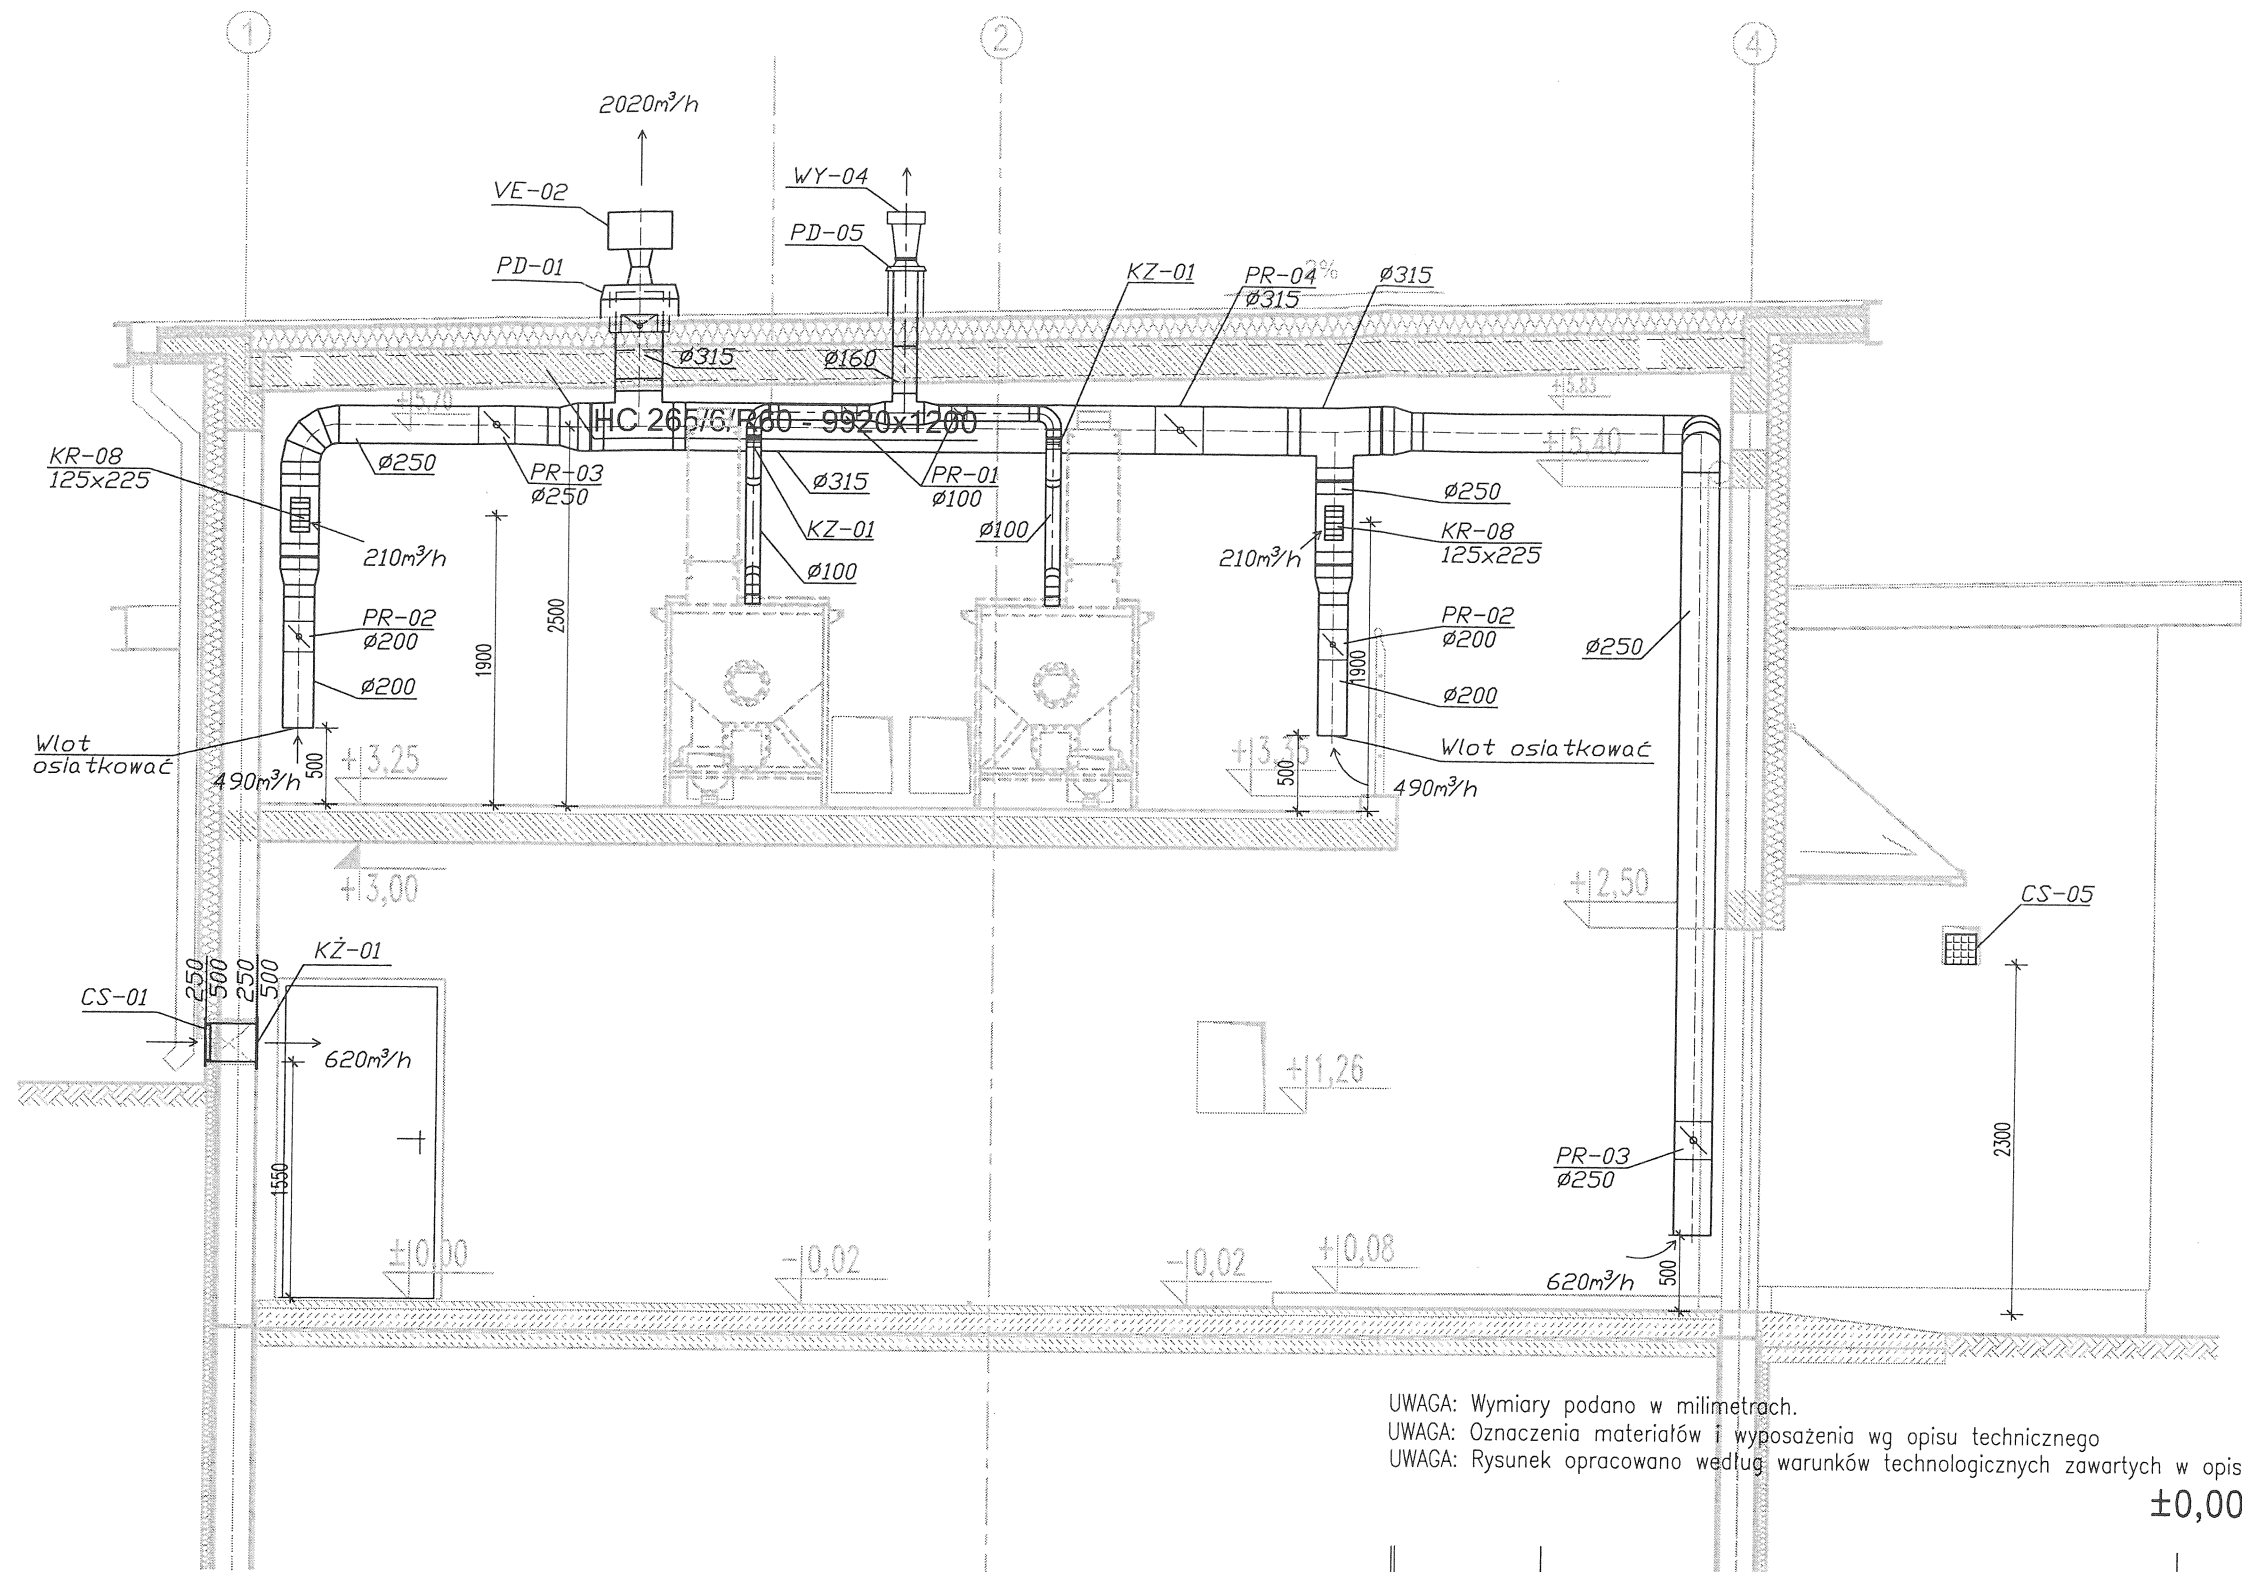 1
2
4
2020m³/h
VE-02
WY-04
PD-05
PD-01
KZ-01
PR-04
ø315
2%
ø315
ø315
ø160
+5,70
+5,83
HC 265/6/R60 - 9920x1200
+5,40
KR-08
125x225
ø250
PR-03
ø250
ø315
PR-01
ø100
ø250
KZ-01
ø100
KR-08
125x225
210m³/h
210m³/h
ø100
2500
1900
PR-02
ø200
PR-02
ø200
ø250
1900
ø200
ø200
Wlot
osiatkować
490m³/h
500
+3,25
+3,35
500
Wlot osiatkować
490m³/h
+3,00
+2,50
CS-05
KŻ-01
250
500
250
500
CS-01
620m³/h
+1,26
1550
PR-03
ø250
2300
±0,00
-0,02
-0,02
+0,08
620m³/h
500
UWAGA: Wymiary podano w milimetrach.
UWAGA: Oznaczenia materiałów i wyposażenia wg opisu technicznego
UWAGA: Rysunek opracowano według warunków technologicznych zawartych w opis
±0,00